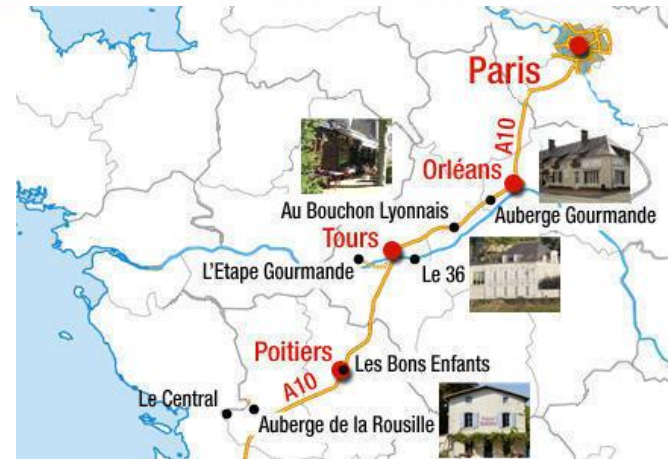 Paris
A10
Orléans
Auberge Gourmande
Au Bouchon Lyonnais
Tours
L'Etape Gourmande
Le 36
Poitiers
Les Bons Enfants
A10
Le Central
Auberge de la Rousille